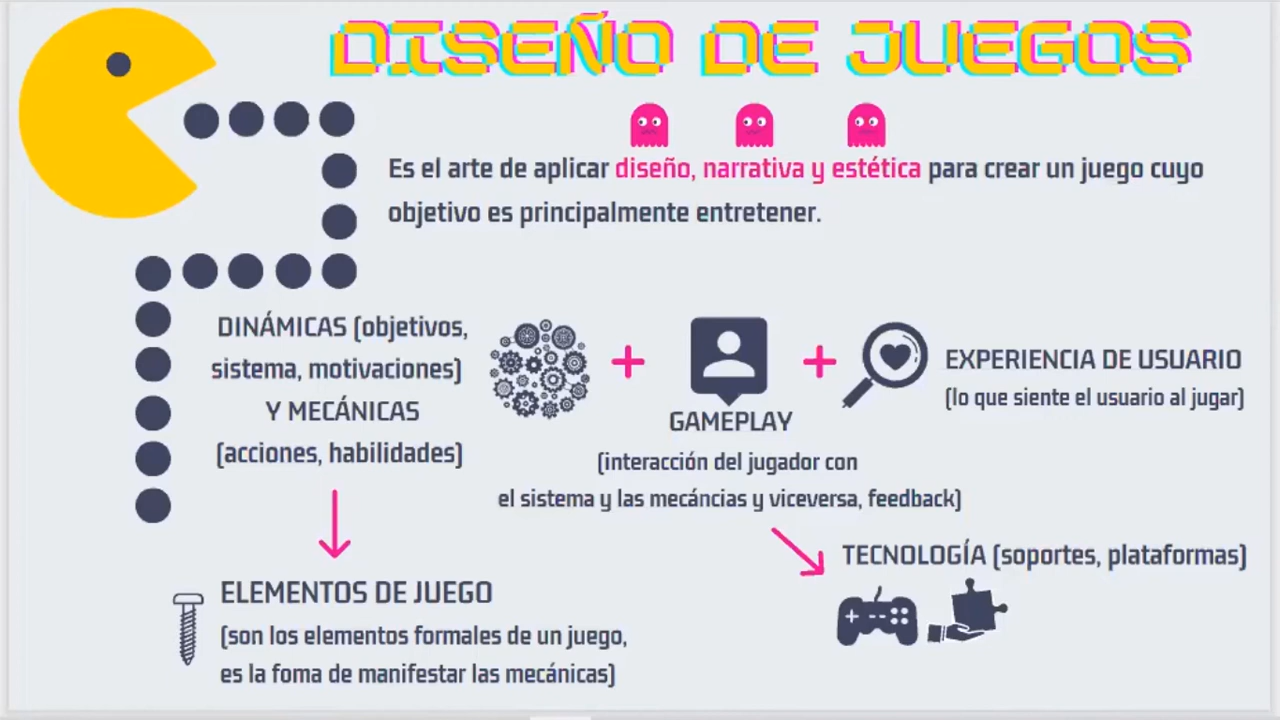 DISEÑO DE JUEGOS
Es el arte de aplicar diseño, narrativa y estética para crear un juego cuyo
objetivo es principalmente entretener.
DINÁMICAS (objetivos,
sistema, motivaciones)
Y MECÁNICAS
(acciones, habilidades)
GAMEPLAY
(interacción del jugador con
el sistema y las mecáncias y viceversa, feedback)
EXPERIENCIA DE USUARIO
(lo que siente el usuario al jugar)
ELEMENTOS DE JUEGO
(son los elementos formales de un juego,
es la foma de manifestar las mecánicas)
TECNOLOGÍA (soportes, plataformas)